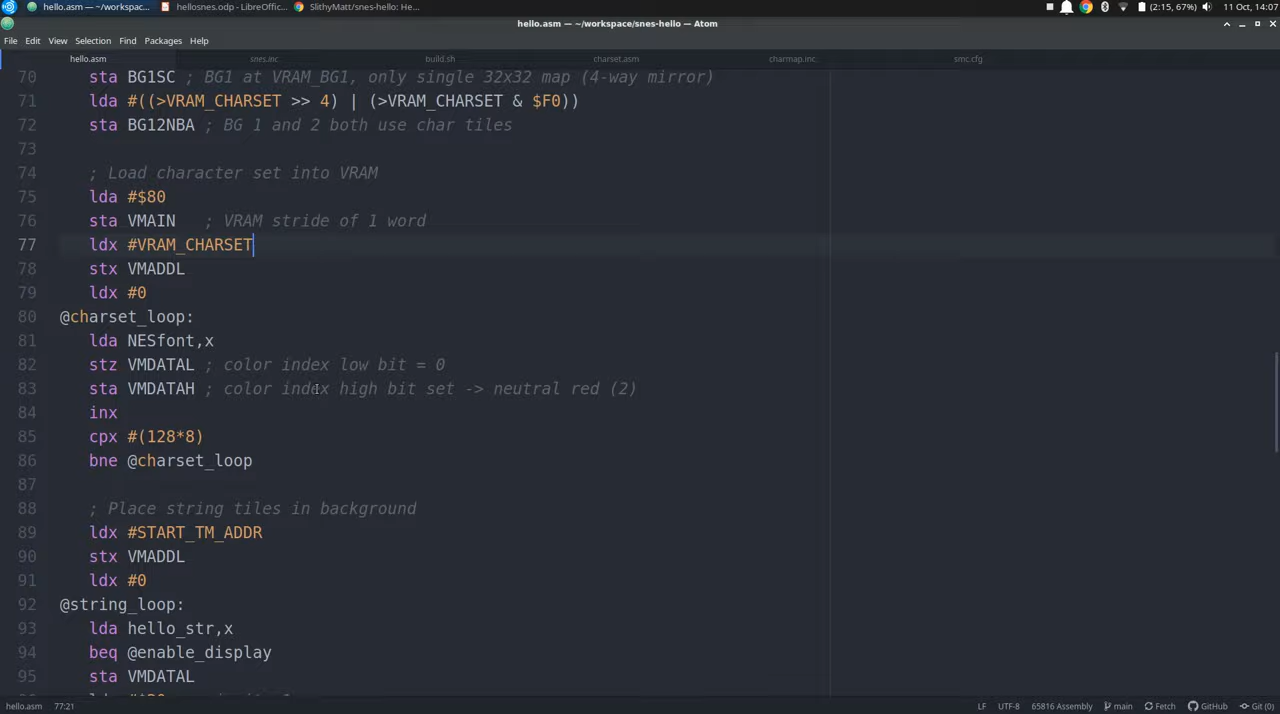 hello.asm — ~/workspac... hellosnes.odp - LibreOffic... SlithyMatt/snes-hello: He... (2:15, 67%) 11 Oct, 14:07
hello.asm — ~/workspace/snes-hello — Atom
File Edit View Selection Find Packages Help
hello.asm snes.inc build.sh charset.asm charmap.inc smc.cfg
70 sta BG1SC ; BG1 at VRAM_BG1, only single 32x32 map (4-way mirror)
71 lda #((>VRAM_CHARSET >> 4) | (>VRAM_CHARSET & $F0))
72 sta BG12NBA ; BG 1 and 2 both use char tiles
73
74 ; Load character set into VRAM
75 lda #$80
76 sta VMAIN ; VRAM stride of 1 word
77 ldx #VRAM_CHARSET
78 stx VMADDL
79 ldx #0
80 @charset_loop:
81 lda NESfont,x
82 stz VMDATAL ; color index low bit = 0
83 sta VMDATAH ; color index high bit set -> neutral red (2)
84 inx
85 cpx #(128*8)
86 bne @charset_loop
87
88 ; Place string tiles in background
89 ldx #START_TM_ADDR
90 stx VMADDL
91 ldx #0
92 @string_loop:
93 lda hello_str,x
94 beq @enable_display
95 sta VMDATAL
hello.asm 77:21 LF UTF-8 65816 Assembly main Fetch GitHub Git (0)